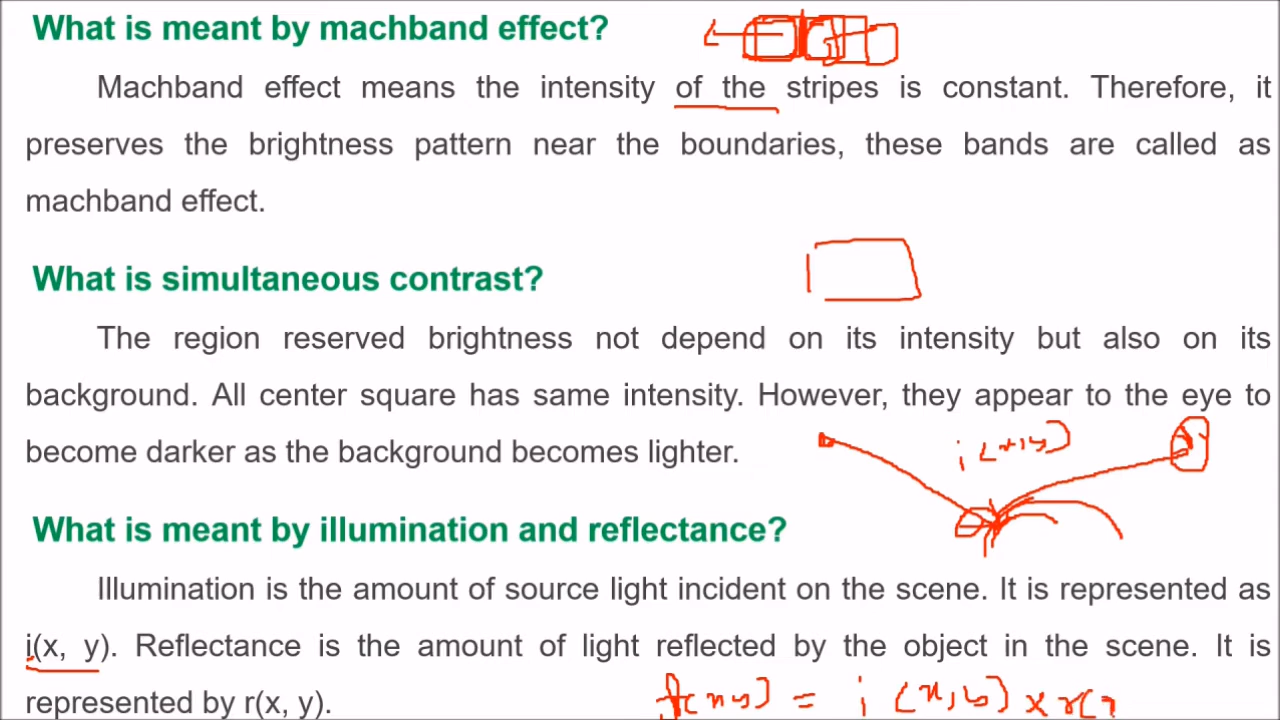 What is meant by machband effect?
Machband effect means the intensity of the stripes is constant. Therefore, it
preserves the brightness pattern near the boundaries, these bands are called as
machband effect.
What is simultaneous contrast?
The region reserved brightness not depend on its intensity but also on its
background. All center square has same intensity. However, they appear to the eye to
become darker as the background becomes lighter.
i(x,y)
What is meant by illumination and reflectance?
Illumination is the amount of source light incident on the scene. It is represented as
i(x, y). Reflectance is the amount of light reflected by the object in the scene. It is
represented by r(x, y).
f(x,y) = i(x,y) × r(